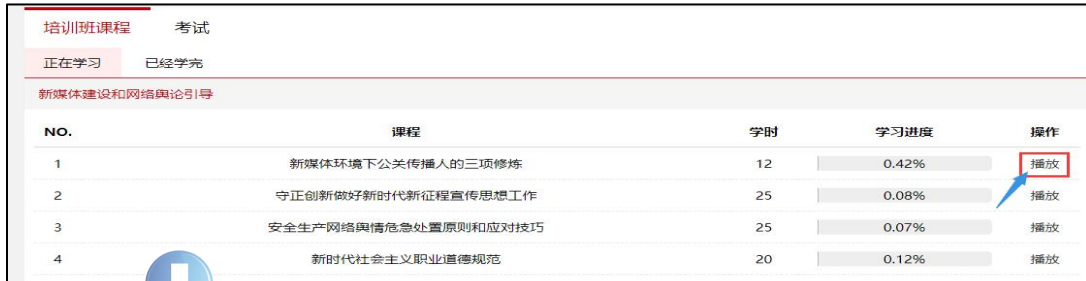 培训班课程 考试
正在学习 已经学完
新媒体建设和网络舆论引导
NO. 课程 学时 学习进度 操作
1 新媒体环境下公关传播人的三项修炼 12 0.42% 播放
2 守正创新做好新时代新征程宣传思想工作 25 0.08% 播放
3 安全生产网络舆情危急处置原则和应对技巧 25 0.07% 播放
4 新时代社会主义职业道德规范 20 0.12% 播放